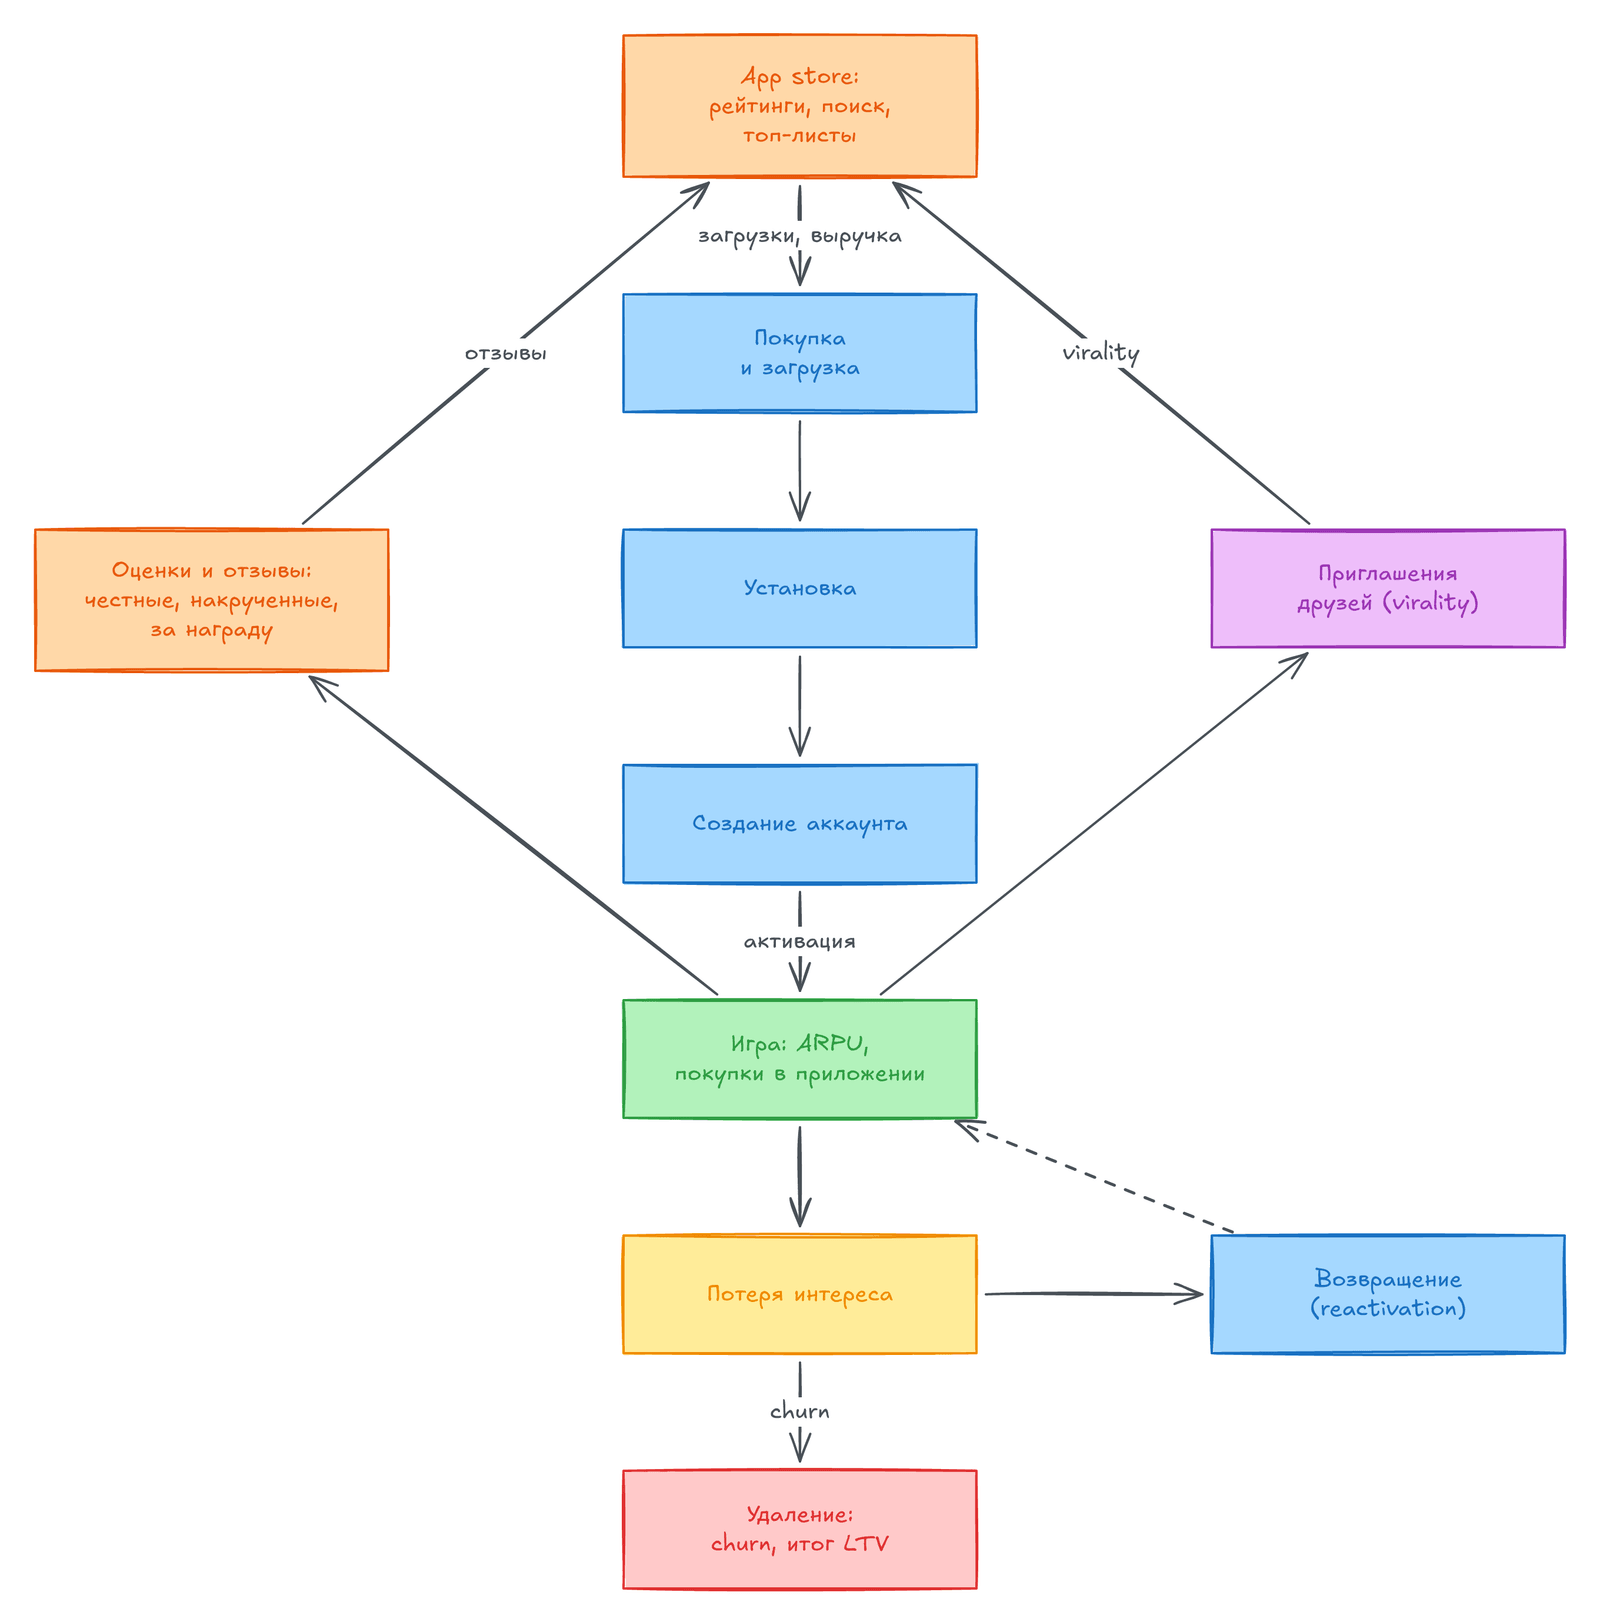 App store:
рейтинги, поиск,
топ-листы
загрузки, выручка
Покупка
и загрузка
отзывы
virality
Оценки и отзывы:
честные, накрученные,
за награду
Установка
Приглашения
друзей (virality)
Создание аккаунта
активация
Игра: ARPU,
покупки в приложении
Потеря интереса
Возвращение
(reactivation)
churn
Удаление:
churn, итог LTV